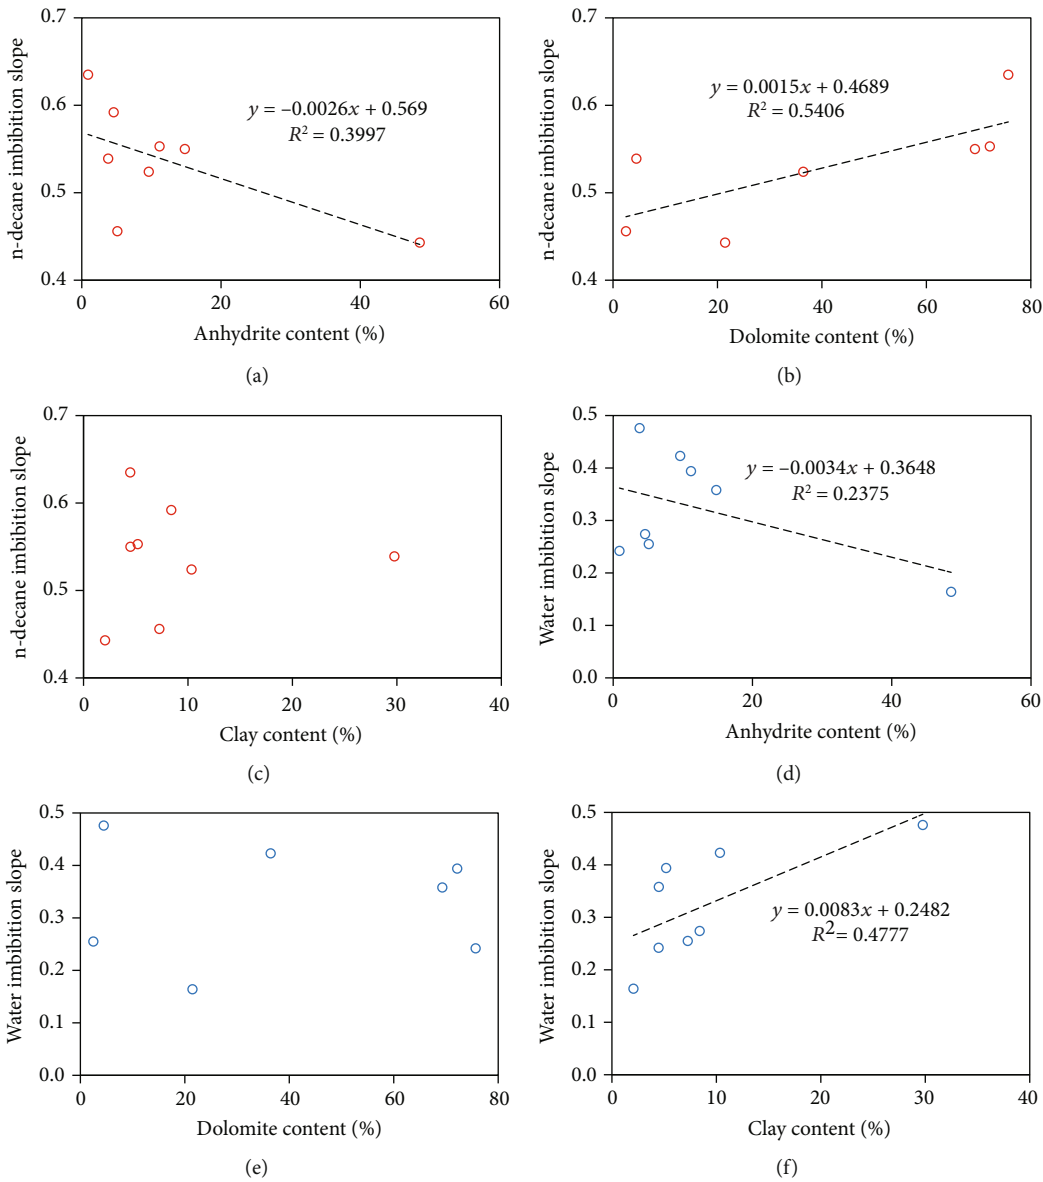 0.7
0.6
0.5
0.4
n-decane imbibition slope
y = –0.0026x + 0.569
R² = 0.3997
0 20 40 60
Anhydrite content (%)
(a)
0.7
0.6
0.5
0.4
n-decane imbibition slope
y = 0.0015x + 0.4689
R² = 0.5406
0 20 40 60 80
Dolomite content (%)
(b)
0.7
0.6
0.5
0.4
n-decane imbibition slope
0 10 20 30 40
Clay content (%)
(c)
0.5
0.4
0.3
0.2
0.1
0.0
Water imbibition slope
y = –0.0034x + 0.3648
R² = 0.2375
0 20 40 60
Anhydrite content (%)
(d)
0.5
0.4
0.3
0.2
0.1
0.0
Water imbibition slope
0 20 40 60 80
Dolomite content (%)
(e)
0.5
0.4
0.3
0.2
0.1
0.0
Water imbibition slope
y = 0.0083x + 0.2482
R² = 0.4777
0 10 20 30 40
Clay content (%)
(f)